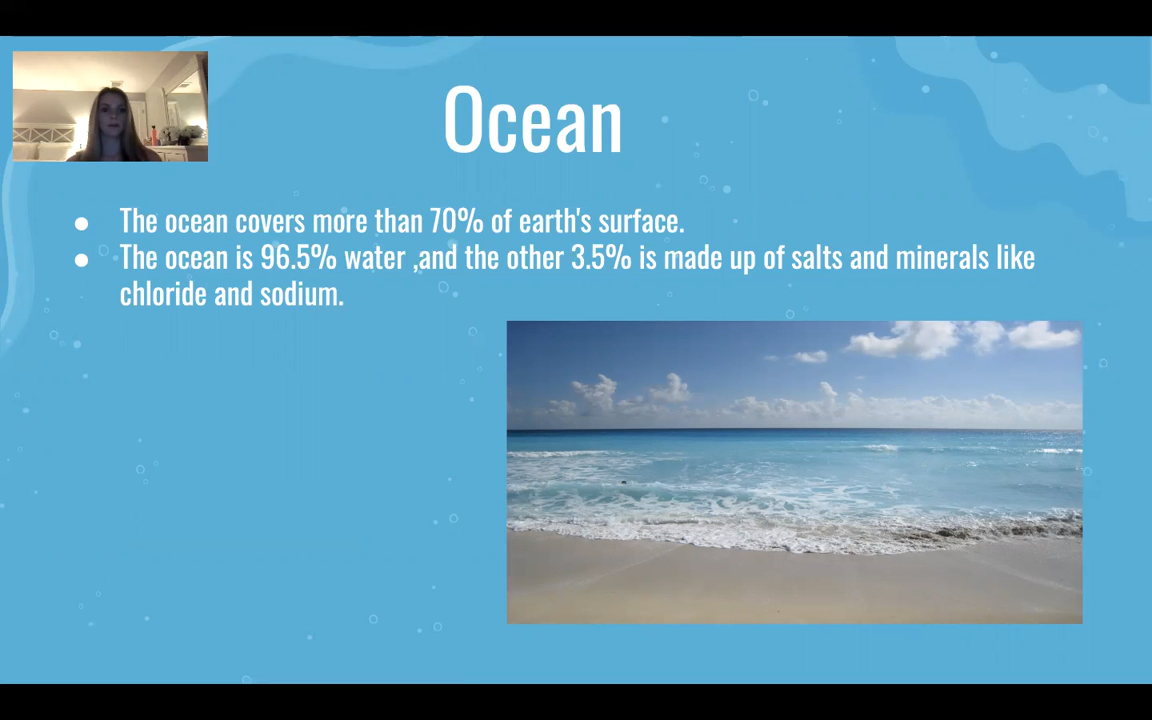 Ocean
The ocean covers more than 70% of earth's surface.
The ocean is 96.5% water ,and the other 3.5% is made up of salts and minerals like
chloride and sodium.